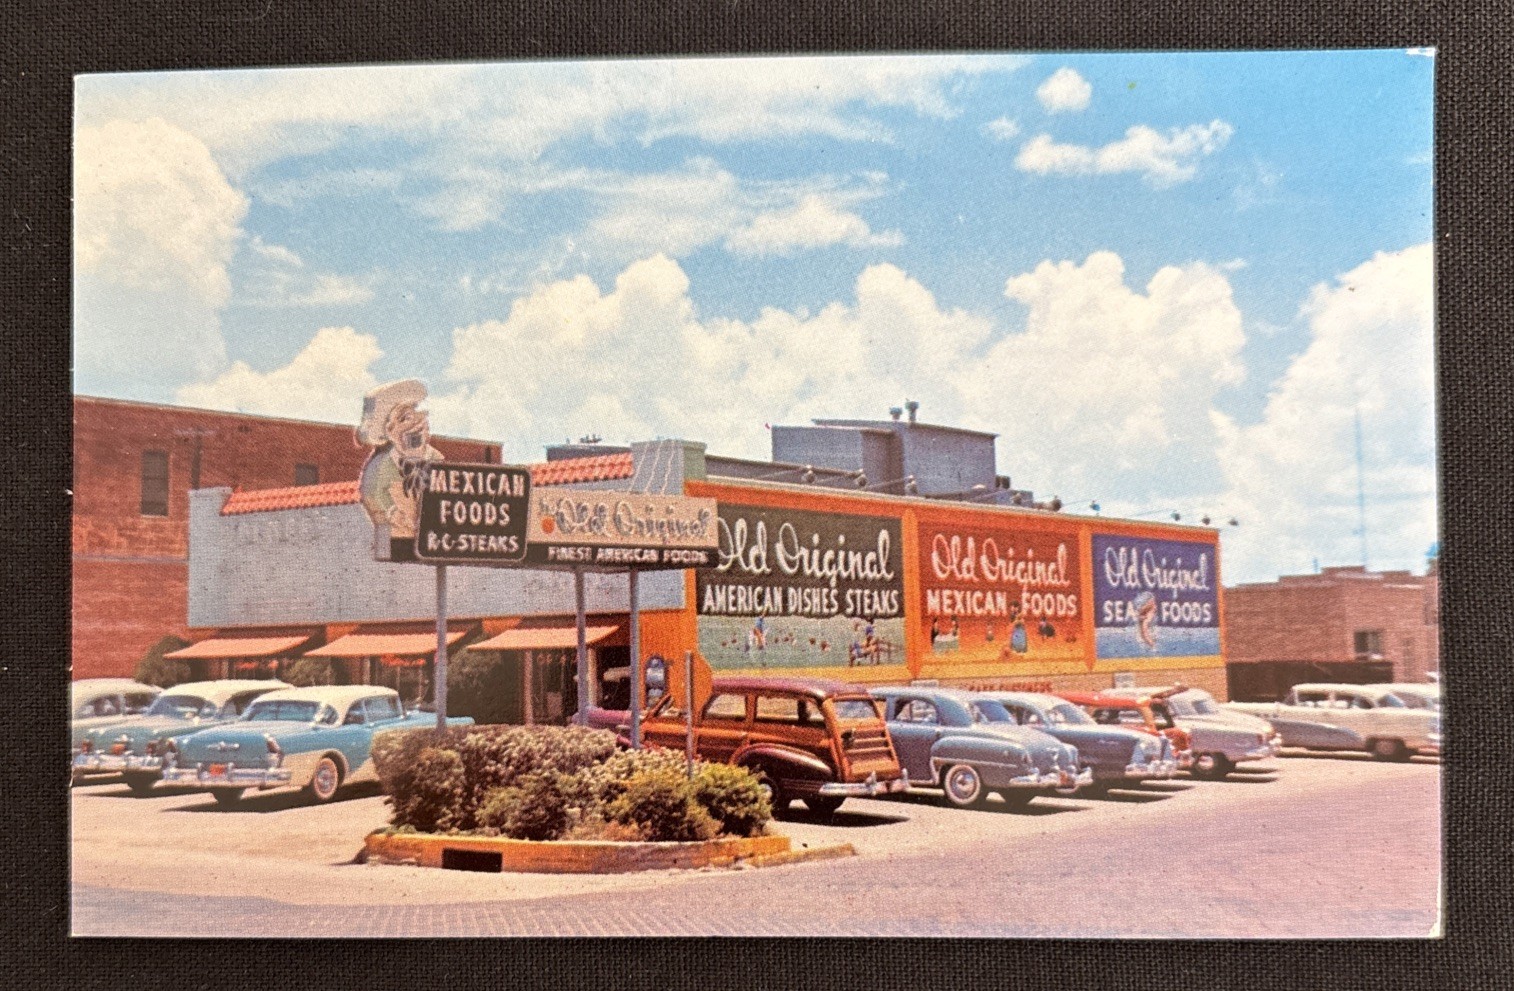 MEXICAN
FOODS
K-C-STEAKS
Old Original
FINEST AMERICAN FOODS
Old Original
AMERICAN DISHES STEAKS
Old Original
MEXICAN FOODS
Old Original
SEA FOODS